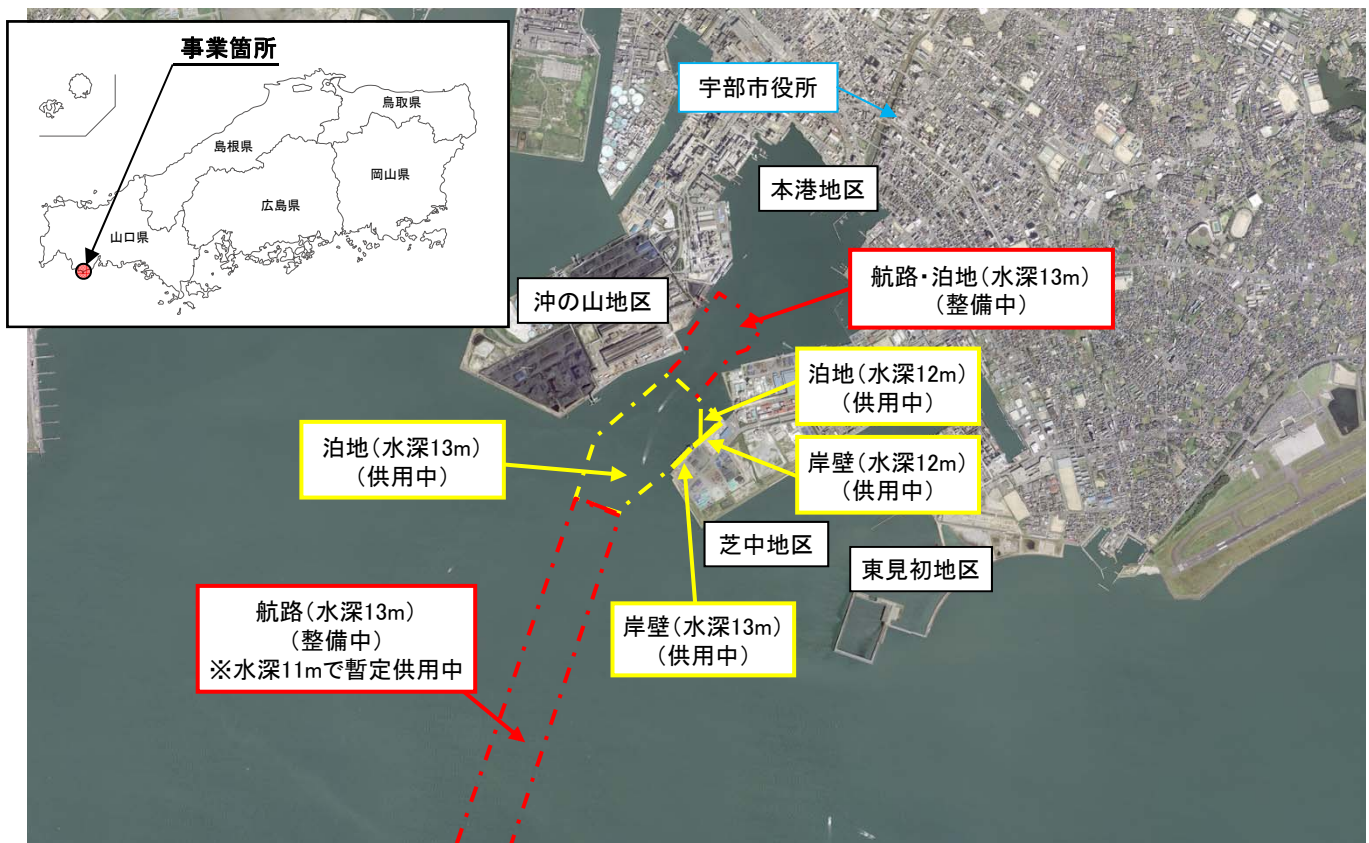 事業箇所
鳥取県
島根県
岡山県
広島県
山口県
宇部市役所
本港地区
航路・泊地(水深13m)
(整備中)
沖の山地区
泊地(水深12m)
(供用中)
泊地(水深13m)
(供用中)
岸壁(水深12m)
(供用中)
芝中地区
東見初地区
航路(水深13m)
(整備中)
※水深11mで暫定供用中
岸壁(水深13m)
(供用中)